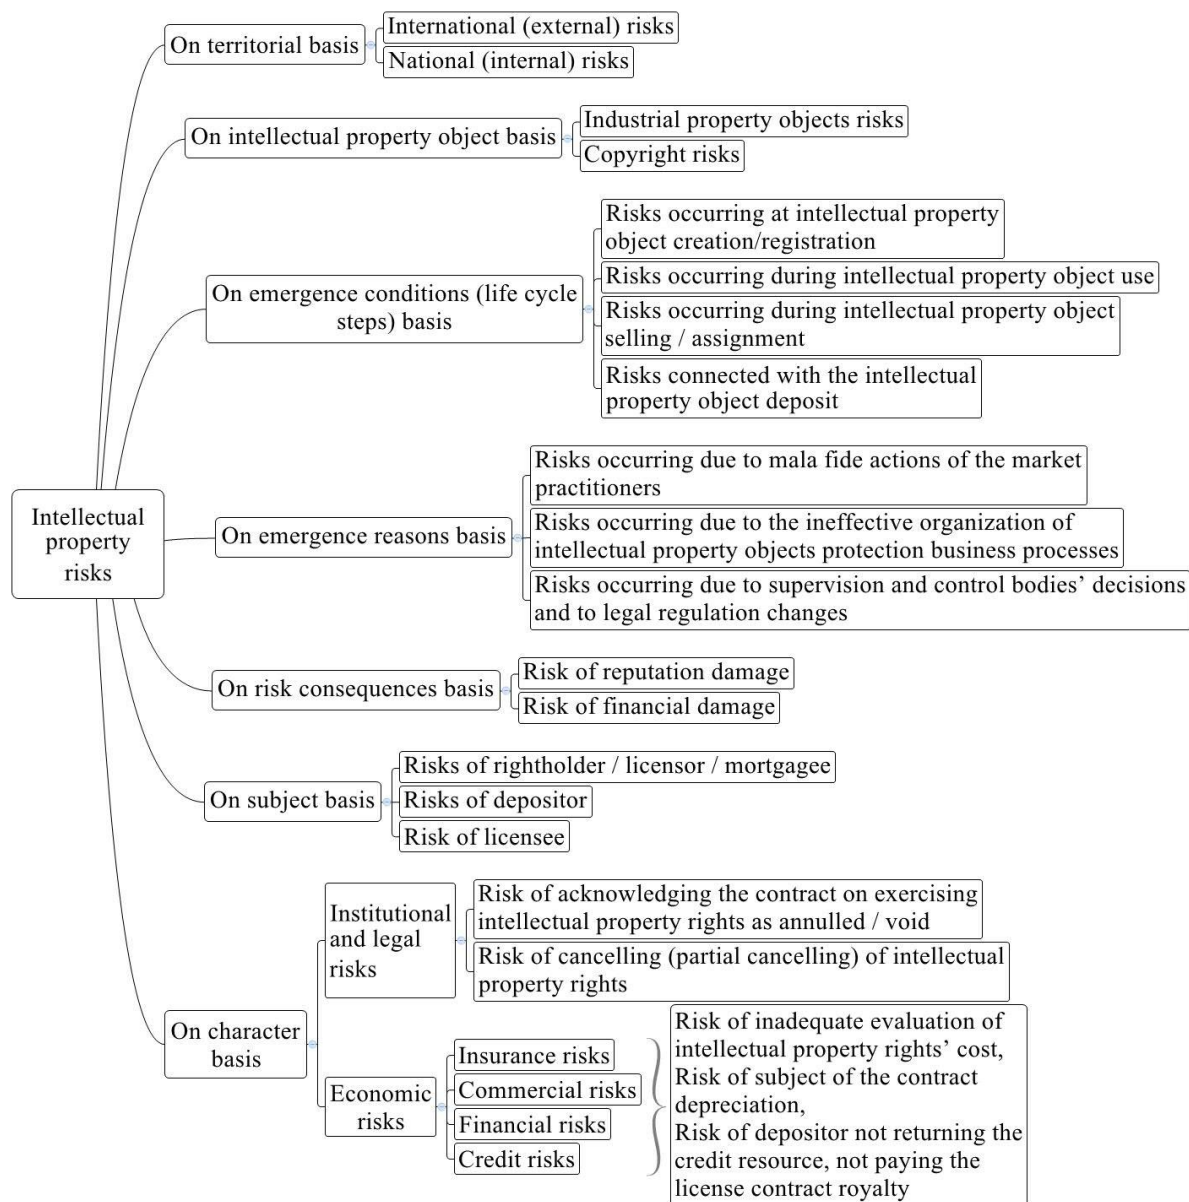 International (external) risks
On territorial basis
National (internal) risks
Industrial property objects risks
On intellectual property object basis
Copyright risks
Risks occurring at intellectual property
object creation/registration
Risks occurring during intellectual property object use
On emergence conditions (life cycle
steps) basis
Risks occurring during intellectual property object
selling / assignment
Risks connected with the intellectual
property object deposit
Risks occurring due to mala fide actions of the market
practitioners
Intellectual
property
risks
On emergence reasons basis
Risks occurring due to the ineffective organization of
intellectual property objects protection business processes
Risks occurring due to supervision and control bodies’ decisions
and to legal regulation changes
Risk of reputation damage
On risk consequences basis
Risk of financial damage
Risks of rightholder / licensor / mortgagee
On subject basis
Risks of depositor
Risk of licensee
Institutional
and legal
risks
Risk of acknowledging the contract on exercising
intellectual property rights as annulled / void
Risk of cancelling (partial cancelling) of intellectual
property rights
On character
basis
Economic
risks
Insurance risks
Commercial risks
Financial risks
Credit risks
Risk of inadequate evaluation of
intellectual property rights’ cost,
Risk of subject of the contract
depreciation,
Risk of depositor not returning the
credit resource, not paying the
license contract royalty